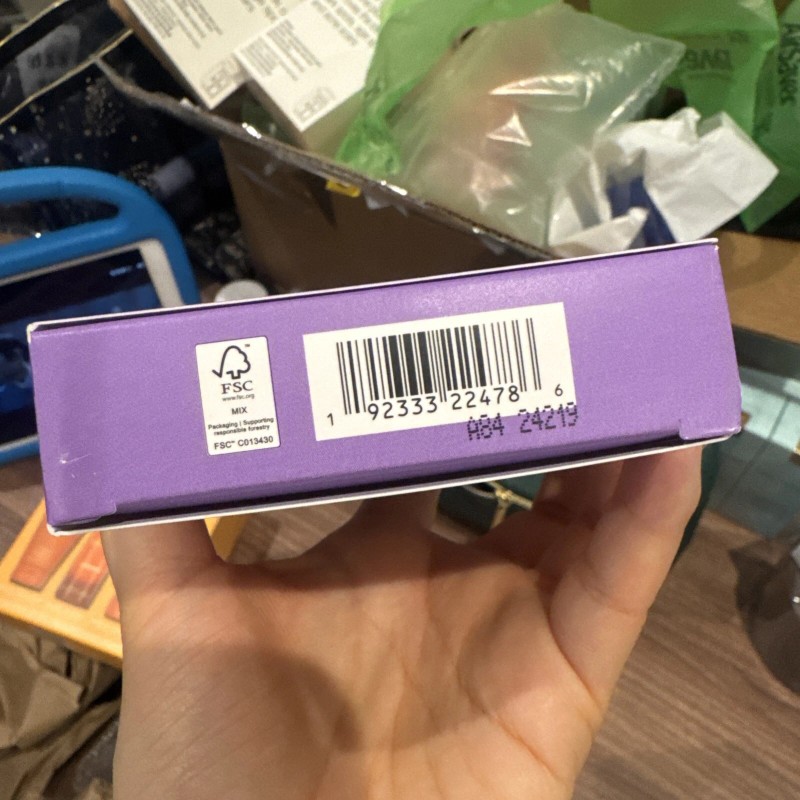 FSC
www.fsc.org
MIX
Packaging | Supporting
responsible forestry
FSC™ C013430
1 92333 22478 6
A84 24219